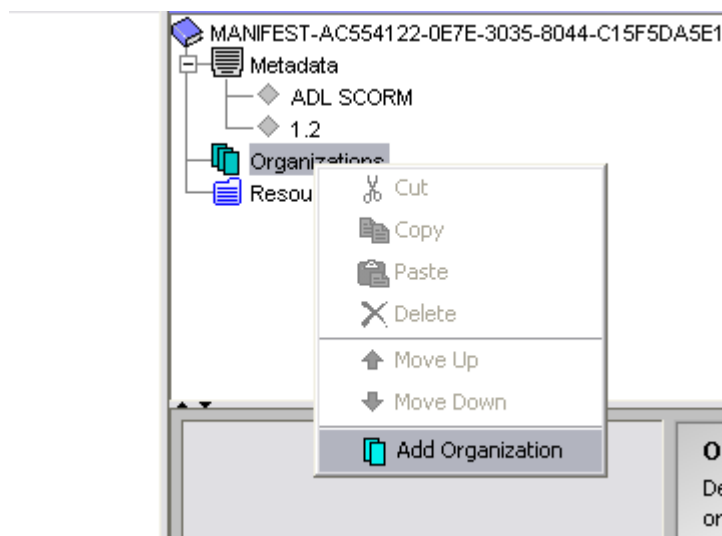 MANIFEST-AC554122-0E7E-3035-8044-C15F5DA5E1
Metadata
ADL SCORM
1.2
Organizations
Resou
Cut
Copy
Paste
Delete
Move Up
Move Down
Add Organization
O
De
or